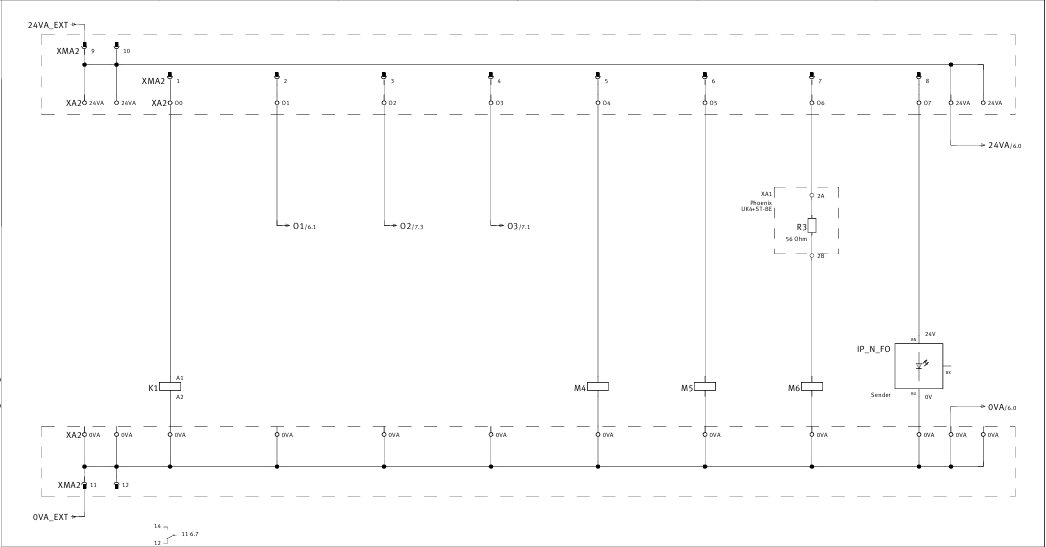 24VA_EXT
XMA2 9 10
XMA2 1 2 3 4 5 6 7 8
XA2 24VA 24VA XA2 O0 O1 O2 O3 O4 O5 O6 O7 24VA 24VA
24VA/6.0
XA1 2A
Phoenix
UK4+ST-BE
O1/6.1 O2/7.3 O3/7.1 R3
56 Ohm
2B
24V
IP_N_FO
A1
K1 M4 M5 M6
A2 Sender 0V
0VA/6.0
XA2 0VA 0VA 0VA 0VA 0VA 0VA 0VA 0VA 0VA 0VA 0VA 0VA
XMA2 11 12
0VA_EXT
14
11 6.7
12